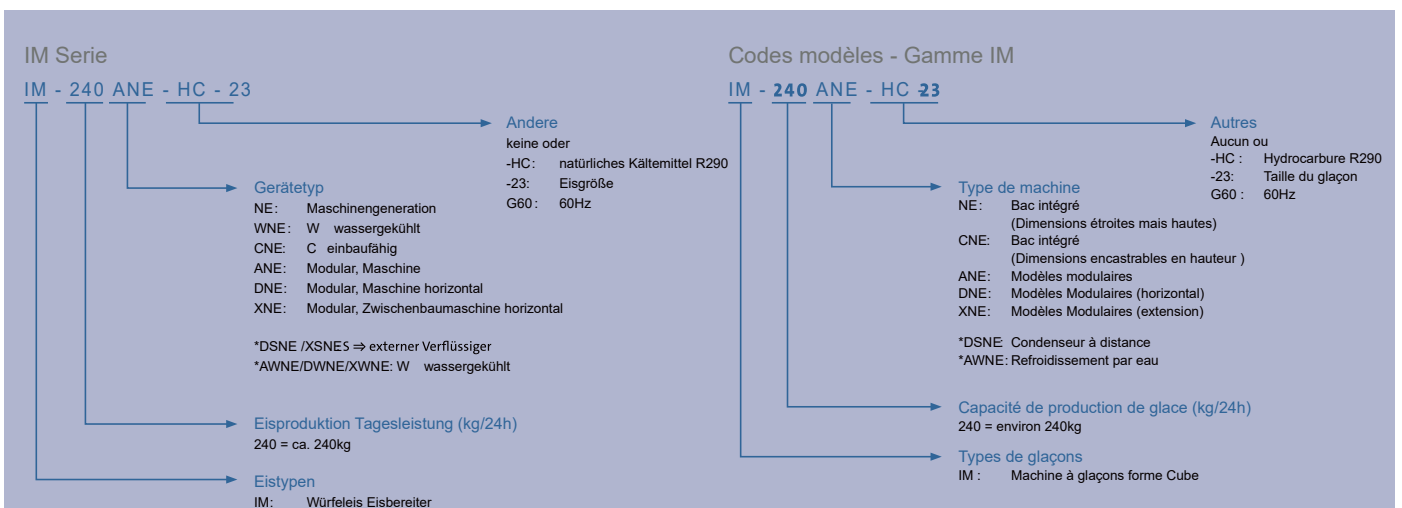 IM Serie
IM - 240 ANE - HC - 23
Andere
keine oder
-HC: natürliches Kältemittel R290
-23: Eisgröße
G60: 60Hz
Gerätetyp
NE: Maschinengeneration
WNE: W wassergekühlt
CNE: C einbaufähig
ANE: Modular, Maschine
DNE: Modular, Maschine horizontal
XNE: Modular, Zwischenbaumaschine horizontal
*DSNE /XSNES ⇒ externer Verflüssiger
*AWNE/DWNE/XWNE: W wassergekühlt
Eisproduktion Tagesleistung (kg/24h)
240 = ca. 240kg
Eistypen
IM: Würfeleis Eisbereiter
Codes modèles - Gamme IM
IM - 240 ANE - HC -23
Autres
Aucun ou
-HC : Hydrocarbure R290
-23: Taille du glaçon
G60 : 60Hz
Type de machine
NE: Bac intégré
(Dimensions étroites mais hautes)
CNE: Bac intégré
(Dimensions encastrables en hauteur )
ANE: Modèles modulaires
DNE: Modèles Modulaires (horizontal)
XNE: Modèles Modulaires (extension)
*DSNE: Condenseur à distance
*AWNE: Refroidissement par eau
Capacité de production de glace (kg/24h)
240 = environ 240kg
Types de glaçons
IM : Machine à glaçons forme Cube